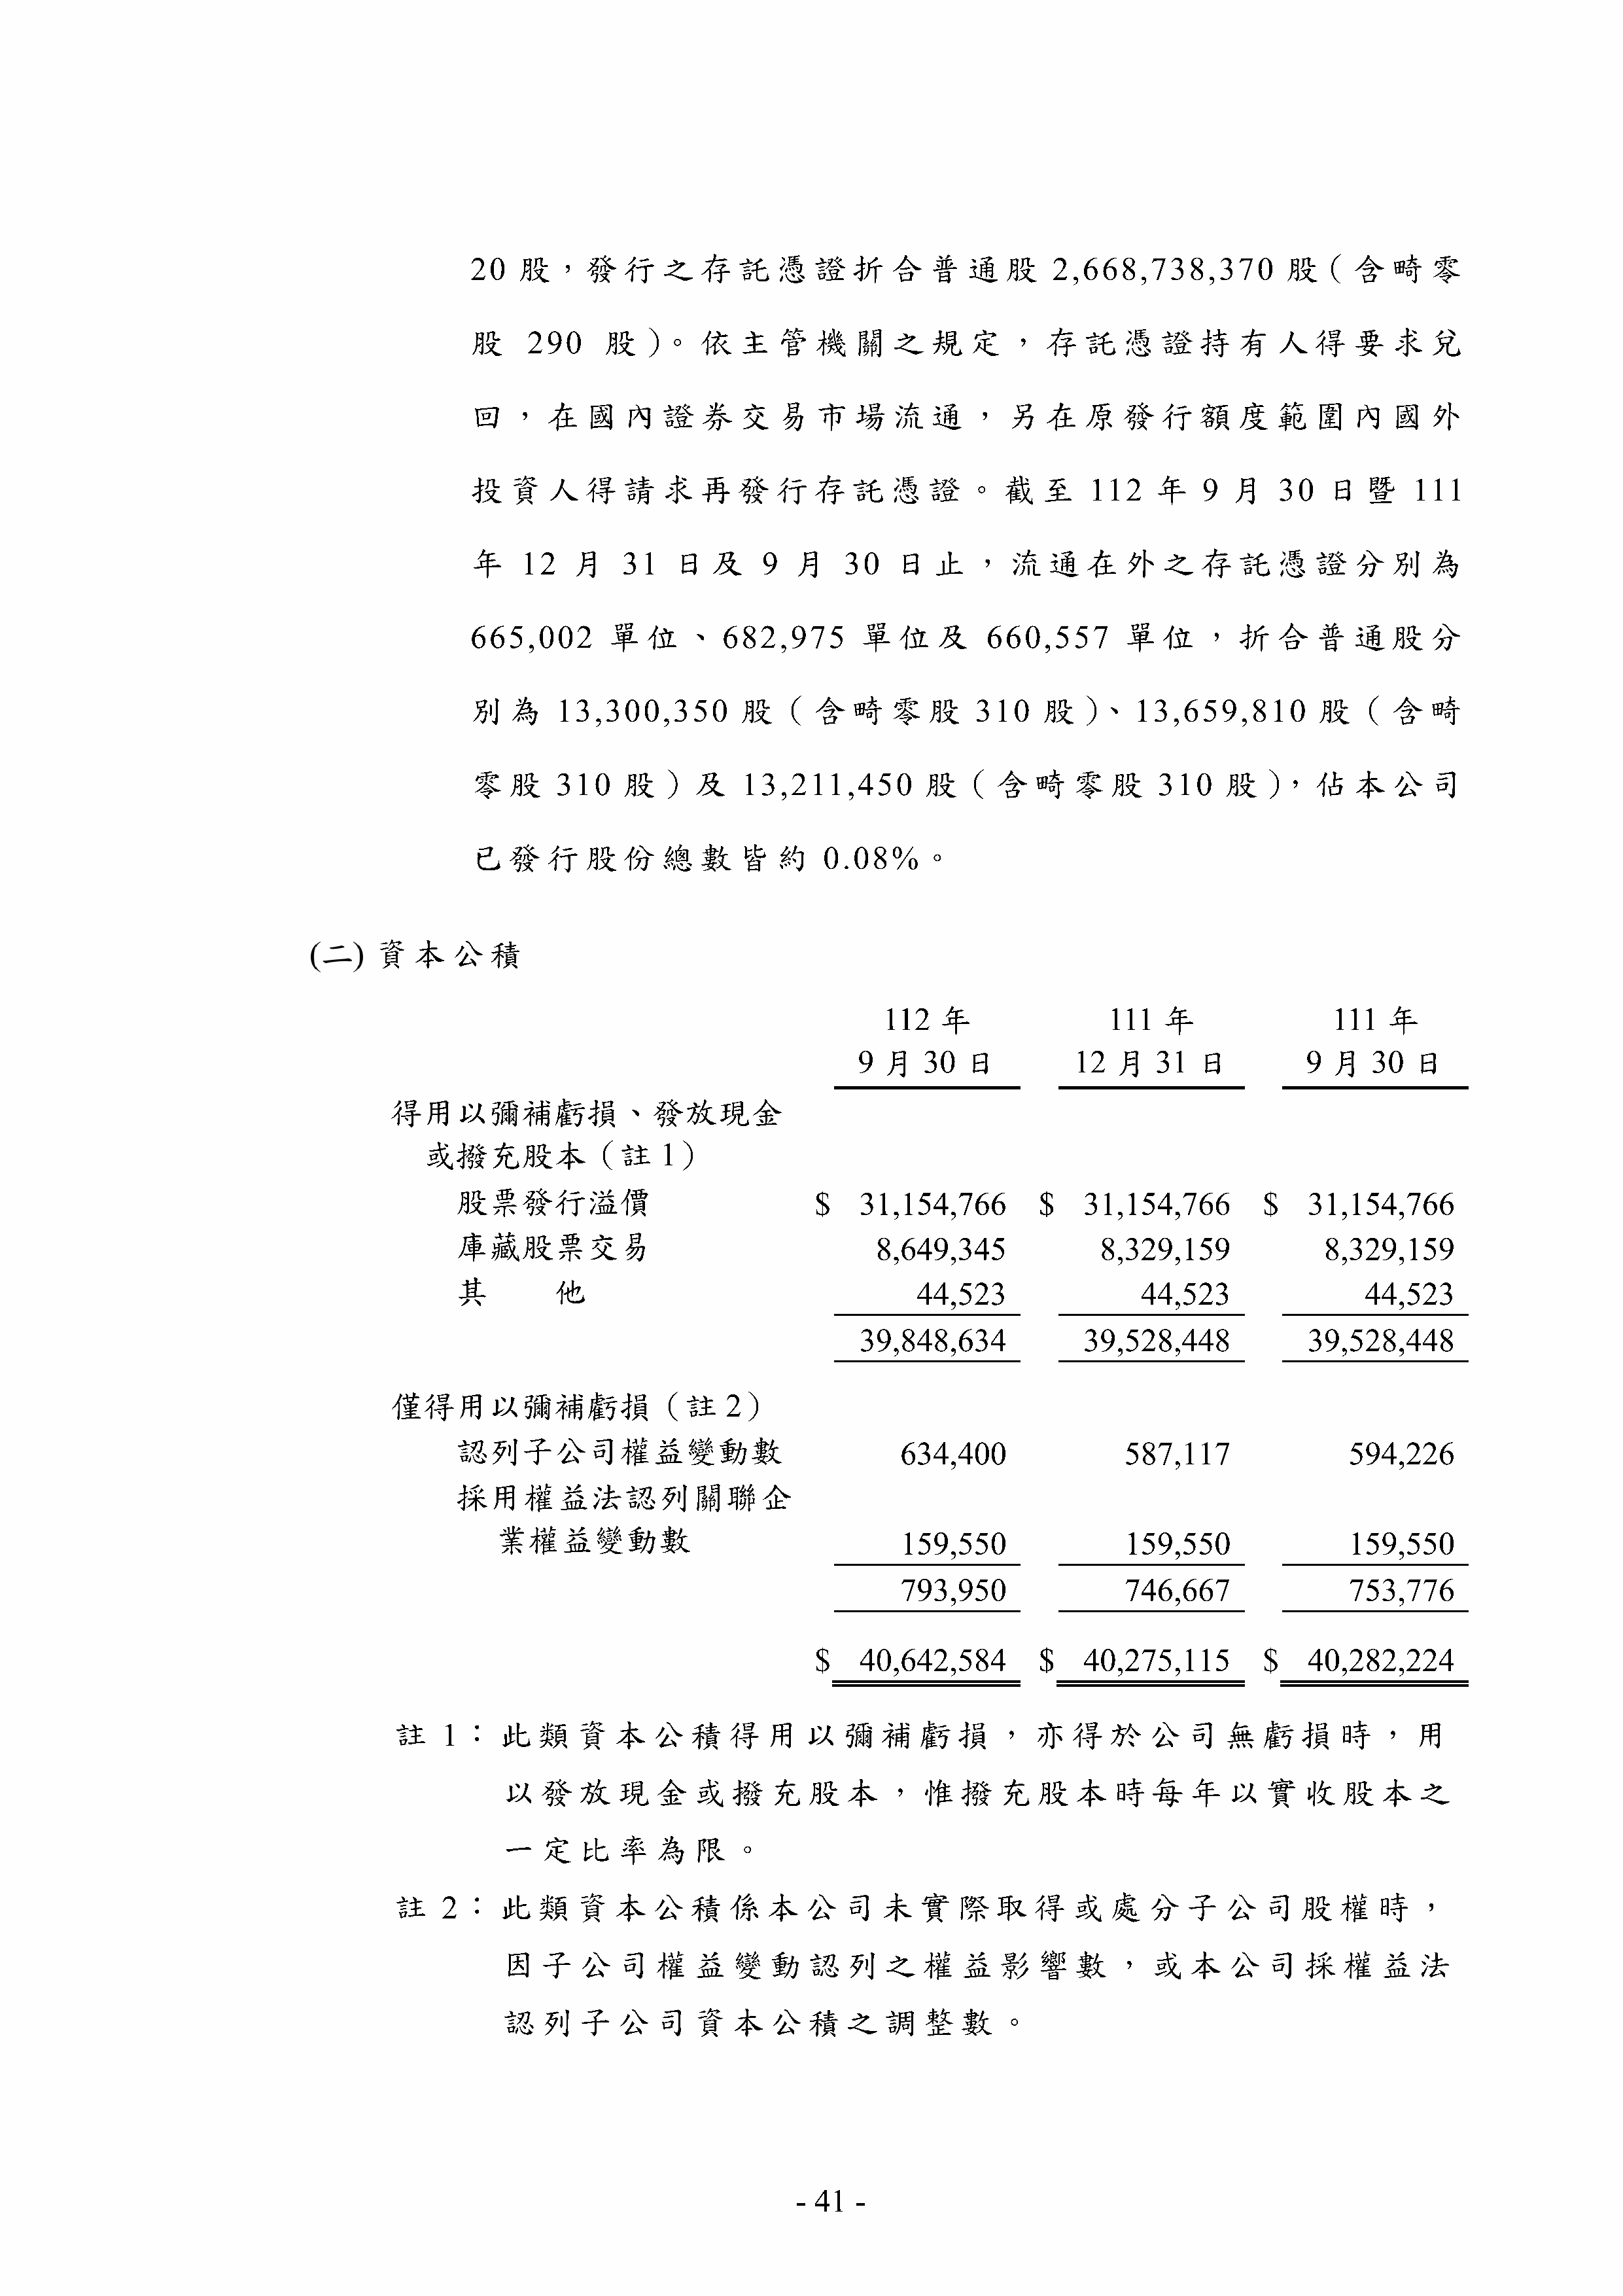 20 股，發行之存託憑證折合普通股 2,668,738,370 股（含畸零
股 290 股）。依主管機關之規定，存託憑證持有人得要求兌
回，在國內證券交易市場流通，另在原發行額度範圍內國外
投資人得請求再發行存託憑證。截至 112 年 9 月 30 日暨 111
年 12 月 31 日及 9 月 30 日止，流通在外之存託憑證分別為
665,002 單位、682,975 單位及 660,557 單位，折合普通股分
別為 13,300,350 股（含畸零股 310 股）、13,659,810 股（含畸
零股 310 股）及 13,211,450 股（含畸零股 310 股），佔本公司
已發行股份總數皆約 0.08%。
(二) 資本公積
112 年 111 年 111 年
9 月 30 日 12 月 31 日 9 月 30 日
得用以彌補虧損、發放現金
或撥充股本（註 1）
股票發行溢價 $ 31,154,766 $ 31,154,766 $ 31,154,766
庫藏股票交易 8,649,345 8,329,159 8,329,159
其 他 44,523 44,523 44,523
39,848,634 39,528,448 39,528,448
僅得用以彌補虧損（註 2）
認列子公司權益變動數 634,400 587,117 594,226
採用權益法認列關聯企
業權益變動數 159,550 159,550 159,550
793,950 746,667 753,776
$ 40,642,584 $ 40,275,115 $ 40,282,224
註 1：此類資本公積得用以彌補虧損，亦得於公司無虧損時，用
以發放現金或撥充股本，惟撥充股本時每年以實收股本之
一定比率為限。
註 2：此類資本公積係本公司未實際取得或處分子公司股權時，
因子公司權益變動認列之權益影響數，或本公司採權益法
認列子公司資本公積之調整數。
- 41 -